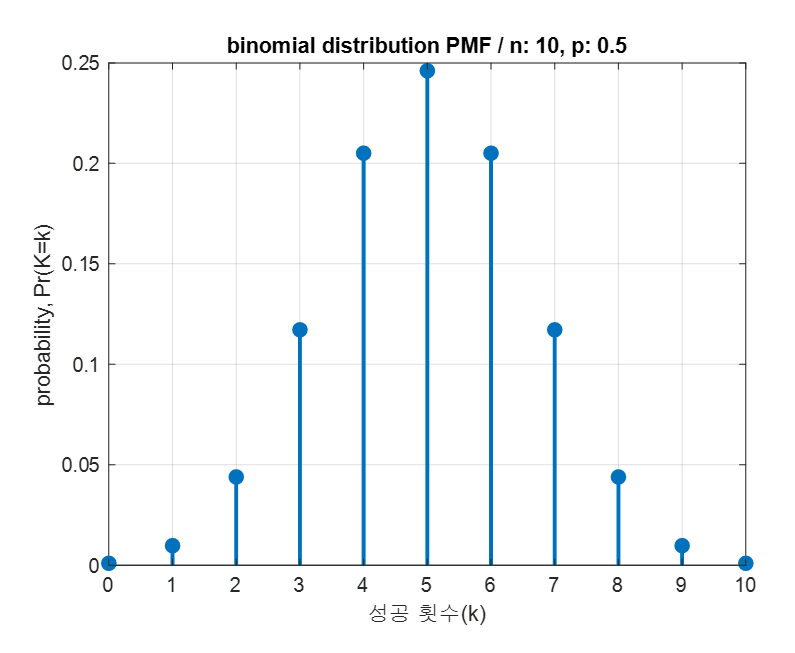 binomial distribution PMF / n: 10, p: 0.5
0.25
0.2
0.15
0.1
0.05
0
probability, Pr(K=k)
0 1 2 3 4 5 6 7 8 9 10
성공 횟수(k)